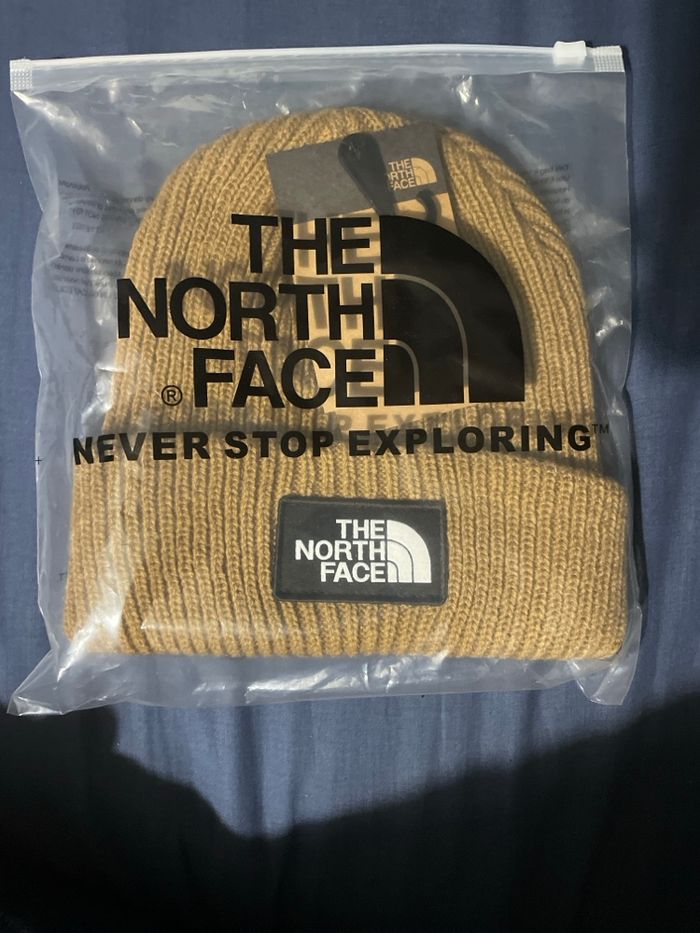 THE
NORTH
FACE
THE
NORTH
® FACE
NEVER STOP EXPLORING™
THE
NORTH
FACE